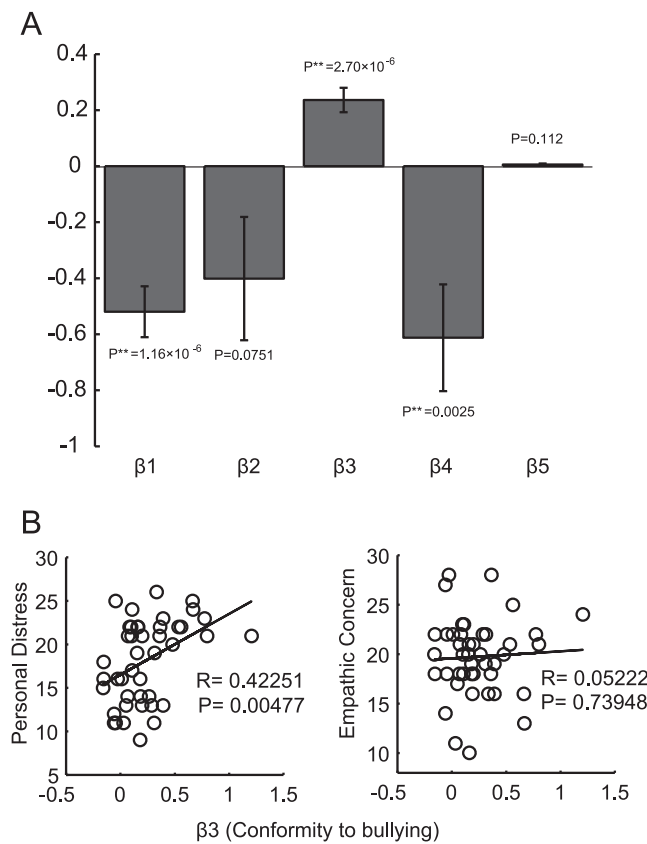 A
0.4
0.2
0
-0.2
-0.4
-0.6
-0.8
-1
P**=2.70×10-6
P=0.112
P**=1.16×10-6
P=0.0751
P**=0.0025
β1 β2 β3 β4 β5
B
Personal Distress
30
25
20
15
10
5
-0.5 0 0.5 1 1.5
R= 0.42251
P= 0.00477
Empathic Concern
30
25
20
15
10
-0.5 0 0.5 1 1.5
R= 0.05222
P= 0.73948
β3 (Conformity to bullying)